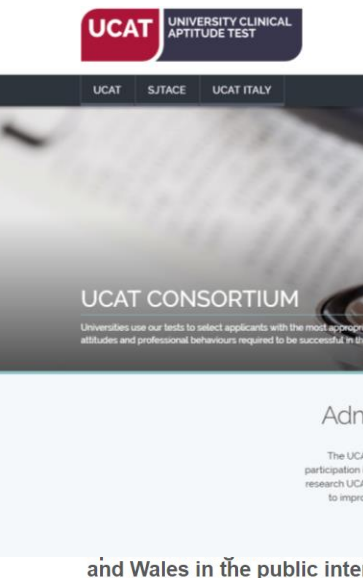 UCAT UNIVERSITY CLINICAL
APTITUDE TEST
UCAT SJTACE UCAT ITALY
UCAT CONSORTIUM
Universities use our tests to select applicants with the most
attitudes and professional behaviours required to be successful in
The
participation
research
to
and Wales in the public